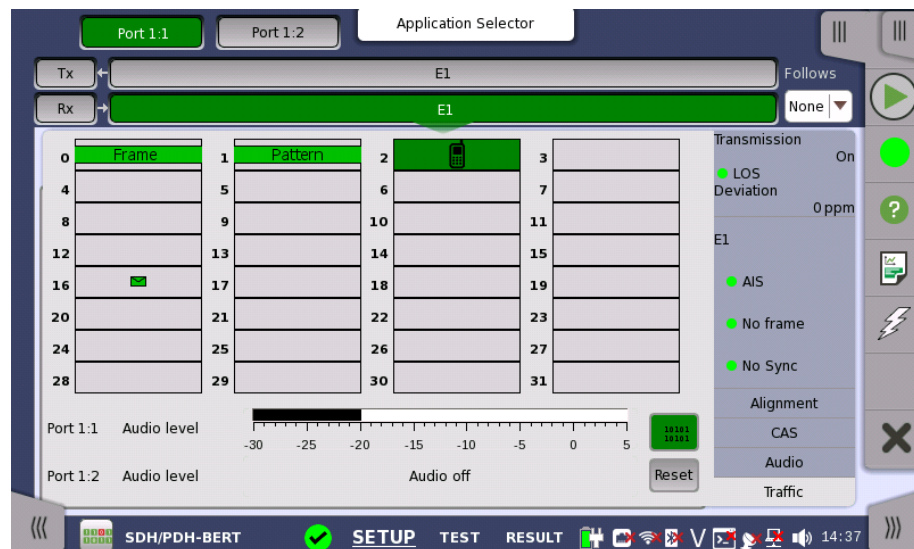 Port 1:1
Port 1:2
Application Selector
Tx
E1
Follows
Rx
E1
None
0 Frame 1 Pattern 2 3
4 5 6 7
8 9 10 11
12 13 14 15
16 17 18 19
20 21 22 23
24 25 26 27
28 29 30 31
Transmission
On
LOS
Deviation
0 ppm
E1
AIS
No frame
No Sync
Alignment
CAS
Audio
Traffic
Port 1:1 Audio level
-30 -25 -20 -15 -10 -5 0 5
10101
10101
Port 1:2 Audio level Audio off
Reset
SDH/PDH-BERT
SETUP TEST RESULT
V
14:37